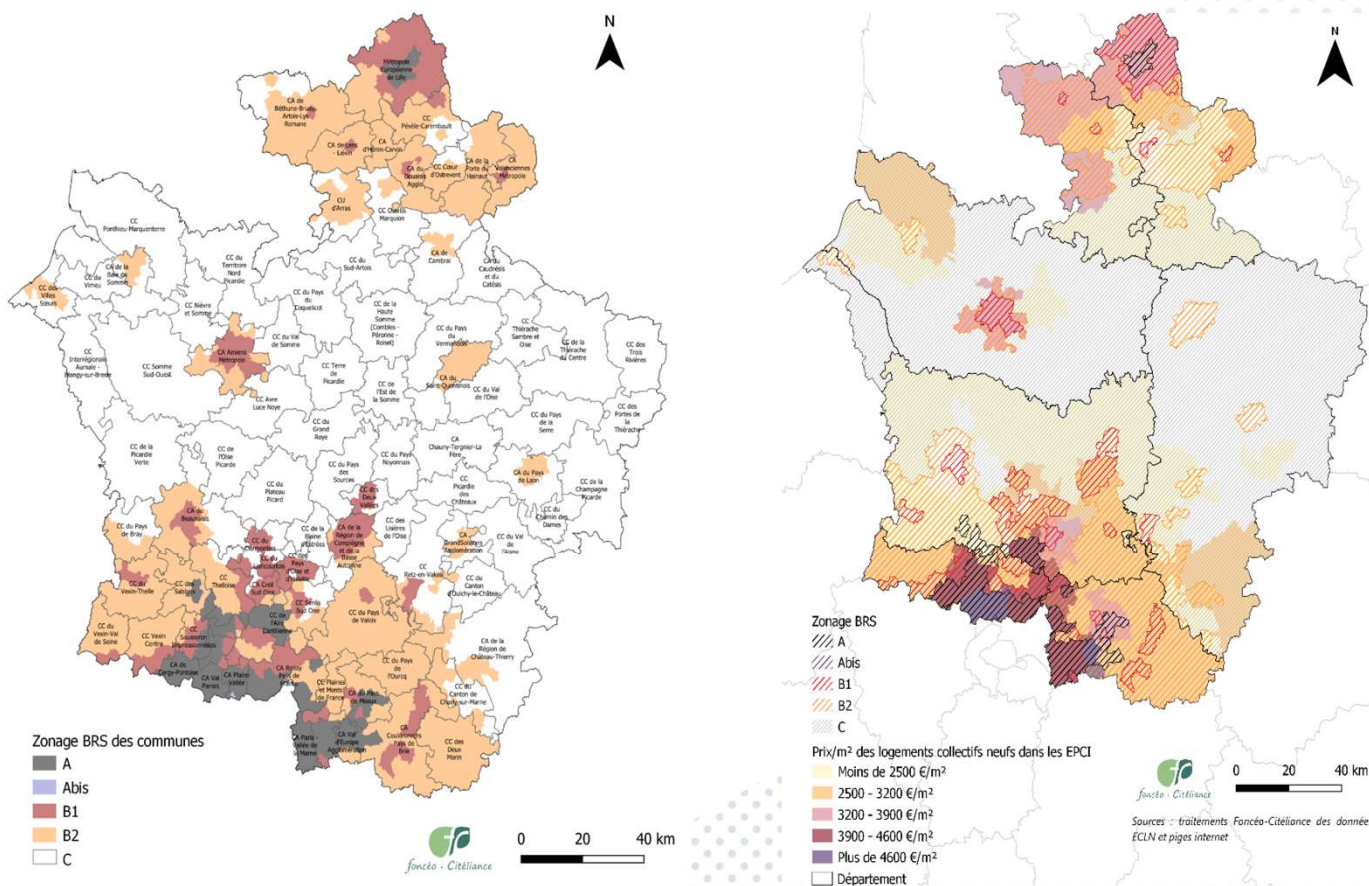 N
Métropole
Européenne
de Lille
CA de
Béthune-Bruay,
Artois-Lys
Romane
CC
Pévèle-Carembault
CA de Lens
- Liévin
CA
d'Hénin-Carvin
CA du
Douaisis
Agglo
CC Cœur
d'Ostrevent
CA de la
Porte du
Hainaut
CA
Valenciennes
Métropole
CU
d'Arras
Marquion
CA de
Cambrai
CA du
Caudrésis
et du
Catésis
CC
Ponthieu-Marquenterre
CC du
Vimeu
CA de la
Baie de
Somme
CC des
Villes
Sœurs
CC du
Territoire
Nord
Picardie
CC du
Sud-Artois
CC Nièvre
et Somme
CC du Pays
du
Coquelicot
CC de la
Haute
Somme
(Combles -
Péronne -
Roisel)
CC du Pays
du
Vermandois
CC
Thiérache
Sambre et
Oise
CC de la
Thiérache
du Centre
CC des
Trois
Rivières
CC
Interrégionale
Aumale -
CC Somme
Sud-Ouest
CA Amiens
Métropole
CC du Val
de Somme
CC Terre
de
Picardie
CC de
l'Est de
la Somme
CA du
Saint-Quentinois
CC du Val
de l'Oise
CC Avre
Luce Noye
CC du
Grand
Roye
CC du Pays
de la
Serre
CC des
Portes de
la
Thiérache
CC de la
Picardie
Verte
CC de
l'Oise
Picarde
CC du
Plateau
Picard
CC du Pays
des
Sources
CC du
Pays
Noyonnais
CA
Chauny-Tergnier-La
Fère
CA du Pays
de Laon
CC de la
Champagne
Picarde
CC
Picardie
des
Châteaux
CC du
Chemin des
Dames
CC des
Deux
Vallées
CC du Pays
de Bray
CA du
Beauvaisis
CC du
Clermontois
CC de la
Plaine
d'Estrées
CA de la
Région de
Compiègne
et de la
Basse
Automne
CC des
Lisières
de l'Oise
CC
Retz-en-Valois
CC du
Canton
d'Oulchy-le-Château
CC du
Vexin-Thelle
CC des
Sablons
CC
Thelloise
CA Creil
Sud Oise
CC Senlis
Sud Oise
CC du Pays
de Valois
CC du
Vexin-Val
de Seine
CC Vexin
Centre
CC de
l'Aire
Cantilienne
CA de
Cergy-Pontoise
CA Val
Parisis
CA Plaine
Vallée
CA Roissy
Pays de
France
CC Plaines
et Monts
de France
CC du
Pays de
l'Ourcq
CA du Pays
de Meaux
CA de la
Région de
Château-Thierry
CC du
Canton de
Charly-sur-Marne
CA Paris -
Vallée de
la Marne
CA Val
d'Europe
Agglomération
CA
Coulommiers
Pays de
Brie
CC des
Deux
Morin
Zonage BRS des communes
A
Abis
B1
B2
C
foncéo - Citéliance
0 20 40 km
N
Zonage BRS
A
Abis
B1
B2
C
Prix/m² des logements collectifs neufs dans les EPCI
Moins de 2500 €/m²
2500 - 3200 €/m²
3200 - 3900 €/m²
3900 - 4600 €/m²
Plus de 4600 €/m²
Département
foncéo - Citéliance
0 20 40 km
Sources : traitements Foncéo-Citéliance des donnée
ECLN et piges internet